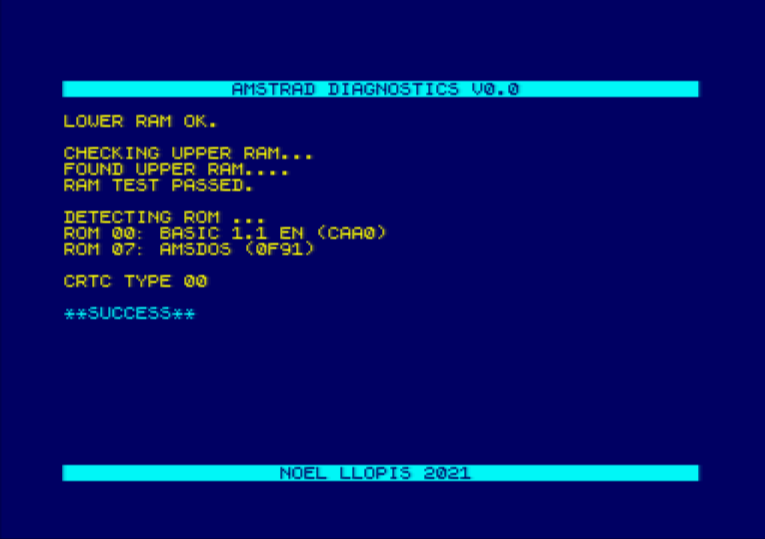 AMSTRAD DIAGNOSTICS V0.0
LOWER RAM OK.
CHECKING UPPER RAM...
FOUND UPPER RAM....
RAM TEST PASSED.
DETECTING ROM ...
ROM 00: BASIC 1.1 EN (CAA0)
ROM 07: AMSDOS (0F91)
CRTC TYPE 00
**SUCCESS**
NOEL LLOPIS 2021